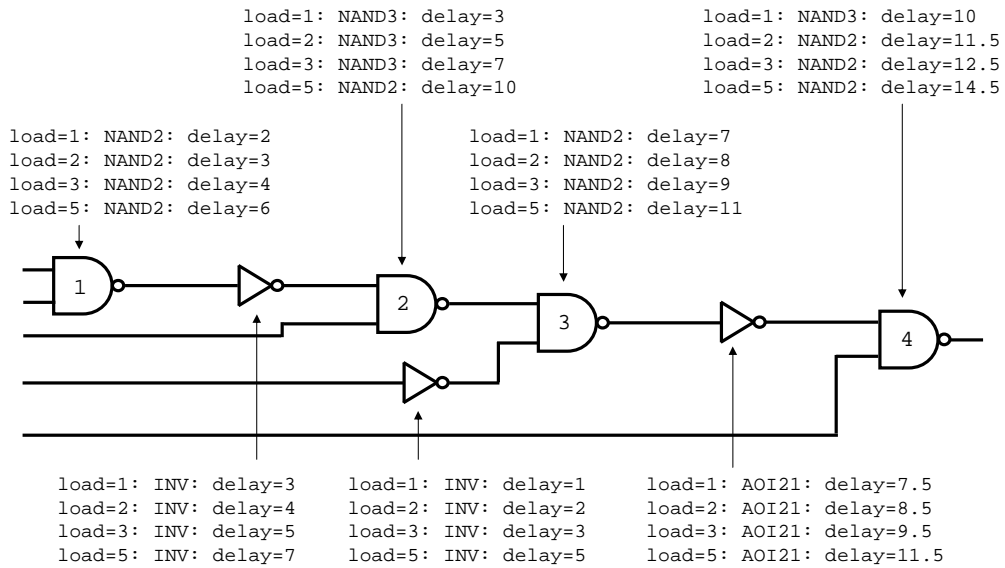 load=1: NAND3: delay=3
load=2: NAND3: delay=5
load=3: NAND3: delay=7
load=5: NAND2: delay=10
load=1: NAND3: delay=10
load=2: NAND2: delay=11.5
load=3: NAND2: delay=12.5
load=5: NAND2: delay=14.5
load=1: NAND2: delay=2
load=2: NAND2: delay=3
load=3: NAND2: delay=4
load=5: NAND2: delay=6
load=1: NAND2: delay=7
load=2: NAND2: delay=8
load=3: NAND2: delay=9
load=5: NAND2: delay=11
1
2
3
4
load=1: INV: delay=3
load=2: INV: delay=4
load=3: INV: delay=5
load=5: INV: delay=7
load=1: INV: delay=1
load=2: INV: delay=2
load=3: INV: delay=3
load=5: INV: delay=5
load=1: AOI21: delay=7.5
load=2: AOI21: delay=8.5
load=3: AOI21: delay=9.5
load=5: AOI21: delay=11.5